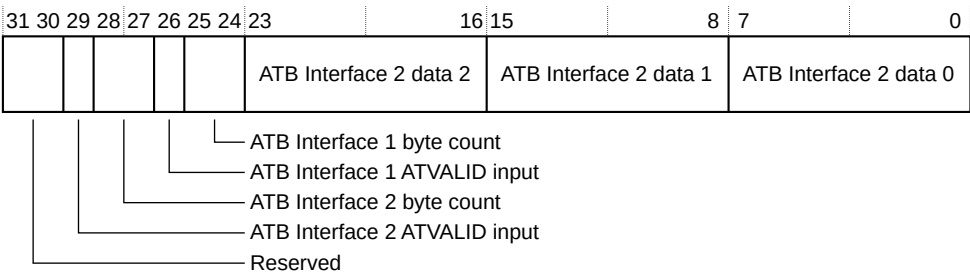 31 30 29 28 27 26 25 24 23 16 15 8 7 0
ATB Interface 2 data 2 ATB Interface 2 data 1 ATB Interface 2 data 0
ATB Interface 1 byte count
ATB Interface 1 ATVALID input
ATB Interface 2 byte count
ATB Interface 2 ATVALID input
Reserved